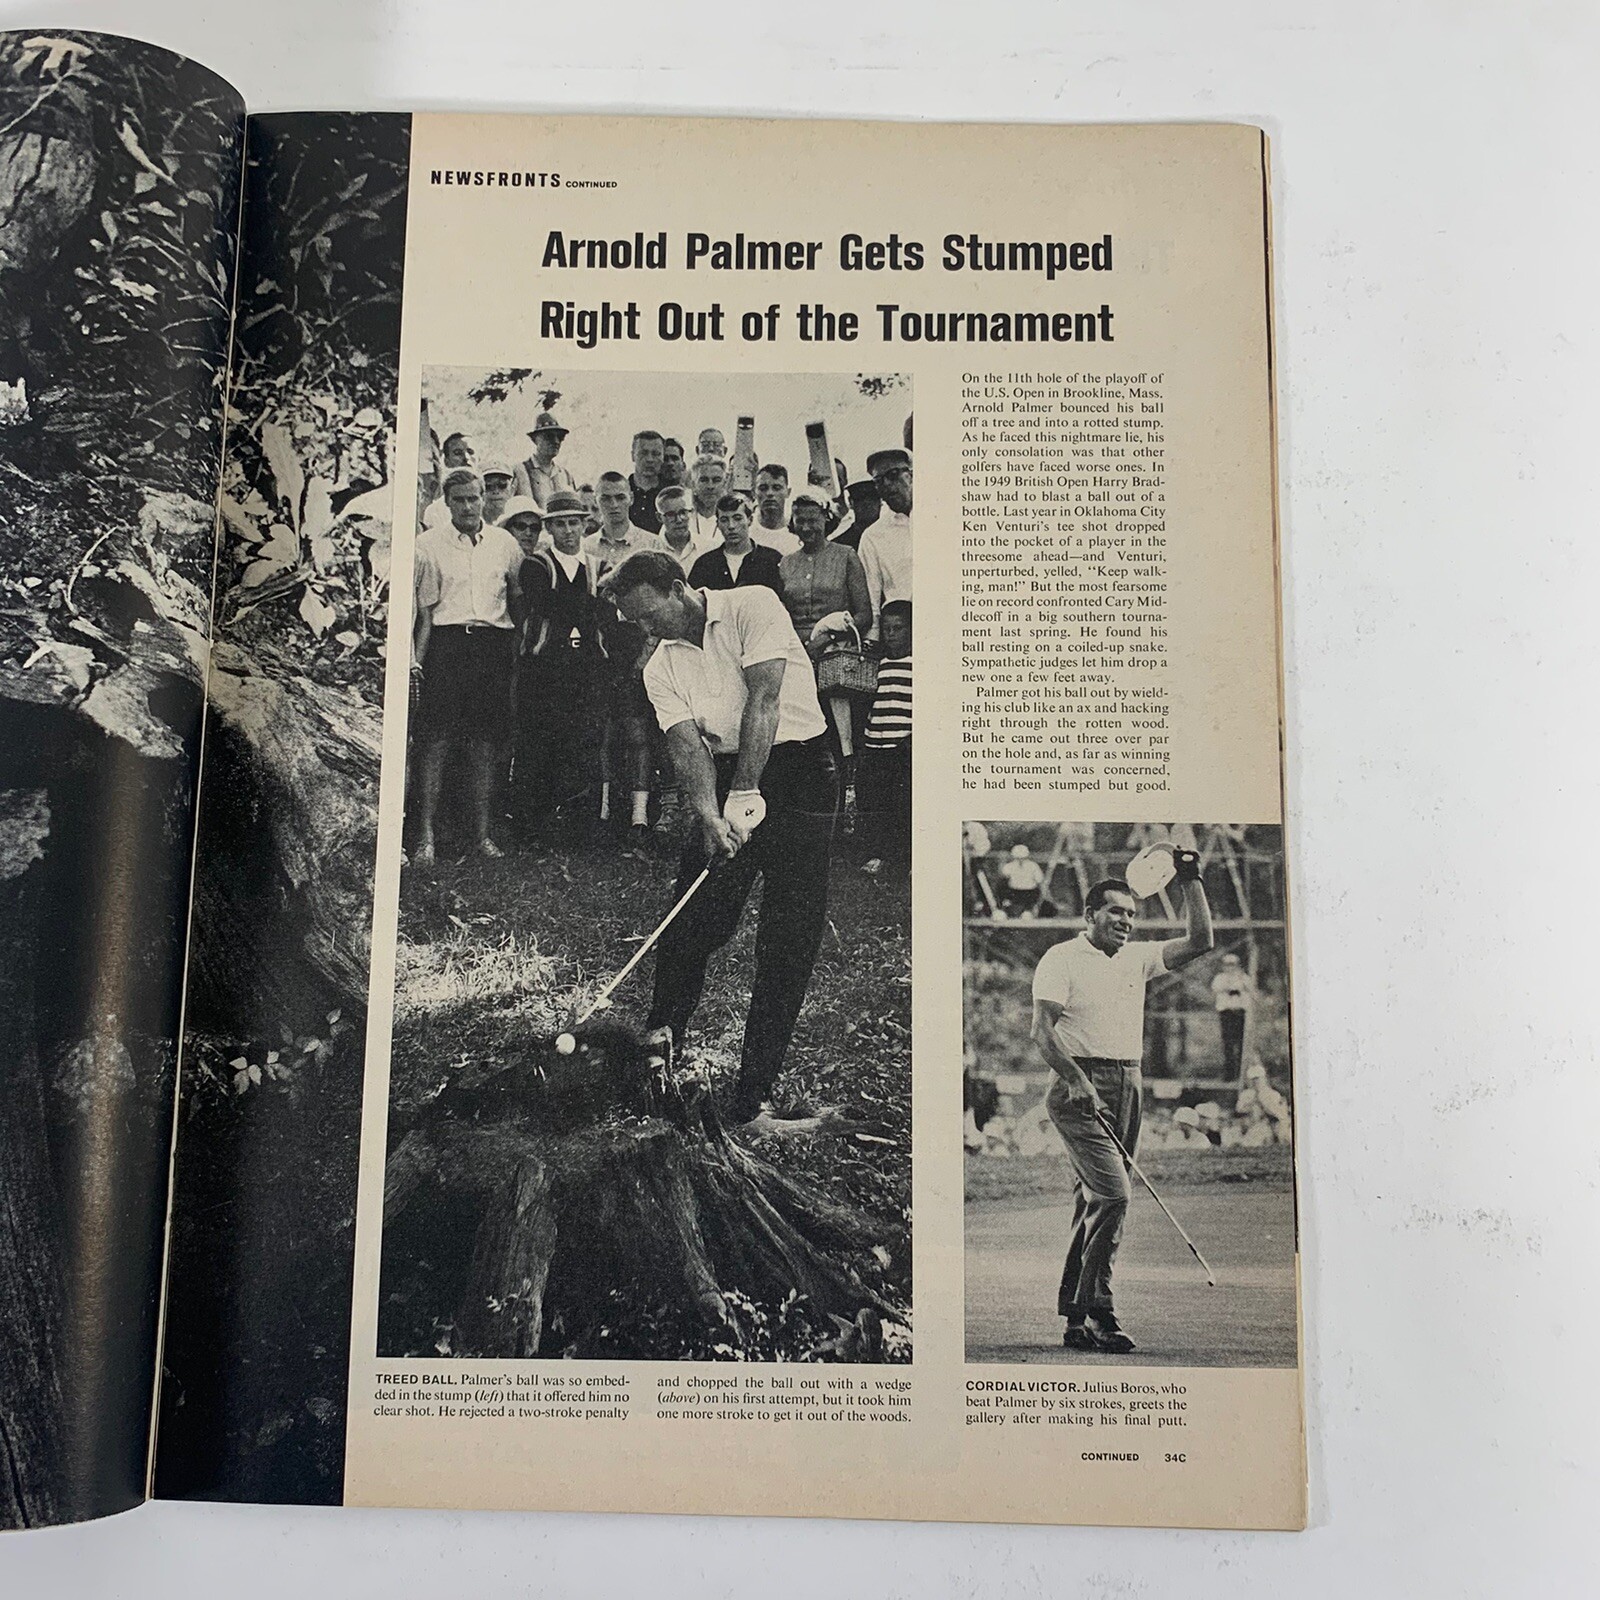 NEWSFRONTS CONTINUED
Arnold Palmer Gets Stumped
Right Out of the Tournament
On the 11th hole of the playoff of
the U.S. Open in Brookline, Mass.
Arnold Palmer bounced his ball
off a tree and into a rotted stump.
As he faced this nightmare lie, his
only consolation was that other
golfers have faced worse ones. In
the 1949 British Open Harry Brad-
shaw had to blast a ball out of a
bottle. Last year in Oklahoma City
Ken Venturi's tee shot dropped
into the pocket of a player in the
threesome ahead—and Venturi,
unperturbed, yelled, "Keep walk-
ing, man!" But the most fearsome
lie on record confronted Cary Mid-
dlecoff in a big southern tourna-
ment last spring. He found his
ball resting on a coiled-up snake.
Sympathetic judges let him drop a
new one a few feet away.
Palmer got his ball out by wield-
ing his club like an ax and hacking
right through the rotten wood.
But he came out three over par
on the hole and, as far as winning
the tournament was concerned,
he had been stumped but good.
TREED BALL. Palmer's ball was so embed-
ded in the stump (left) that it offered him no
clear shot. He rejected a two-stroke penalty
and chopped the ball out with a wedge
(above) on his first attempt, but it took him
one more stroke to get it out of the woods.
CORDIAL VICTOR. Julius Boros, who
beat Palmer by six strokes, greets the
gallery after making his final putt.
CONTINUED 34C